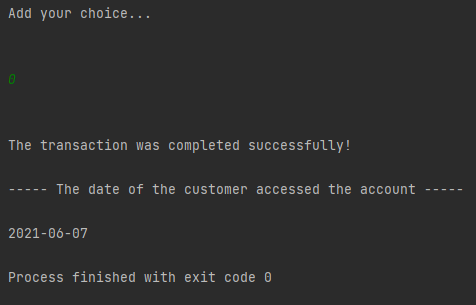 Add your choice...
0
The transaction was completed successfully!
----- The date of the customer accessed the account -----
2021-06-07
Process finished with exit code 0